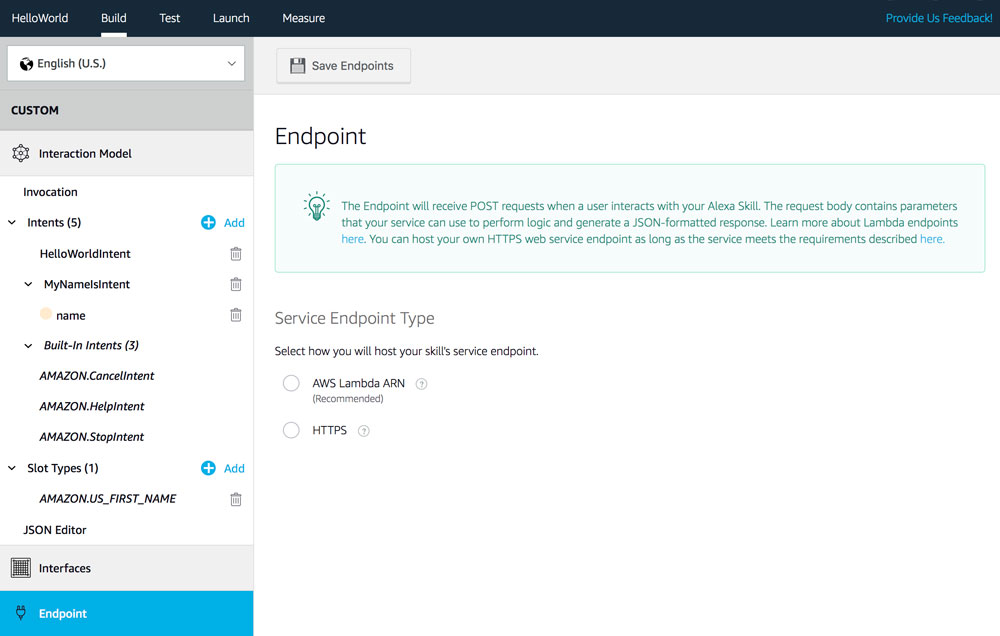 HelloWorld Build Test Launch Measure Provide Us Feedback!
English (U.S.)
Save Endpoints
CUSTOM
Interaction Model
Invocation
Intents (5) Add
HelloWorldIntent
MyNameIsIntent
name
Built-In Intents (3)
AMAZON.CancelIntent
AMAZON.HelpIntent
AMAZON.StopIntent
Slot Types (1) Add
AMAZON.US_FIRST_NAME
JSON Editor
Interfaces
Endpoint
Endpoint
The Endpoint will receive POST requests when a user interacts with your Alexa Skill. The request body contains parameters
that your service can use to perform logic and generate a JSON-formatted response. Learn more about Lambda endpoints
here. You can host your own HTTPS web service endpoint as long as the service meets the requirements described here.
Service Endpoint Type
Select how you will host your skill's service endpoint.
AWS Lambda ARN ?
(Recommended)
HTTPS ?